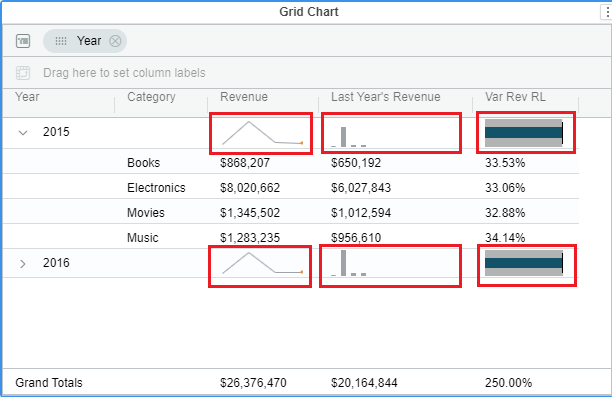 Grid Chart
Year
Drag here to set column labels
Year Category Revenue Last Year's Revenue Var Rev RL
2015
Books $868,207 $650,192 33.53%
Electronics $8,020,662 $6,027,843 33.06%
Movies $1,345,502 $1,012,594 32.88%
Music $1,283,235 $956,610 34.14%
2016
Grand Totals $26,376,470 $20,164,844 250.00%